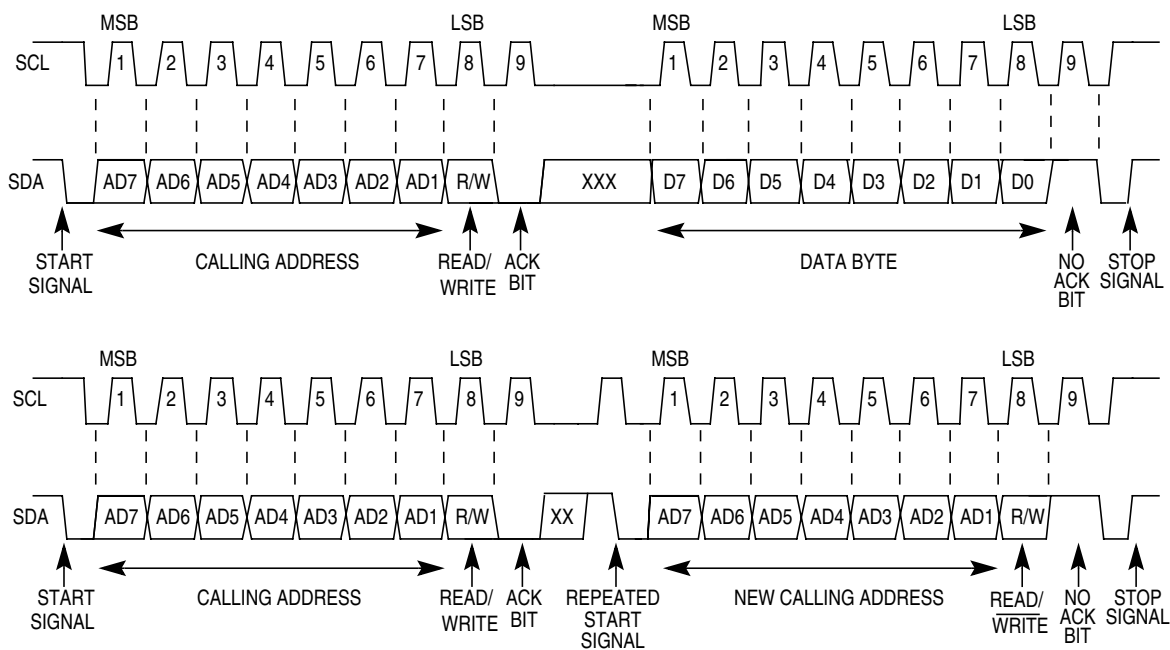 MSB LSB MSB LSB
SCL 1 2 3 4 5 6 7 8 9 1 2 3 4 5 6 7 8 9
SDA AD7 AD6 AD5 AD4 AD3 AD2 AD1 R/W XXX D7 D6 D5 D4 D3 D2 D1 D0
START CALLING ADDRESS READ/ ACK DATA BYTE NO STOP
SIGNAL WRITE BIT ACK SIGNAL
BIT
MSB LSB MSB LSB
SCL 1 2 3 4 5 6 7 8 9 1 2 3 4 5 6 7 8 9
SDA AD7 AD6 AD5 AD4 AD3 AD2 AD1 R/W XX AD7 AD6 AD5 AD4 AD3 AD2 AD1 R/W
START CALLING ADDRESS READ/ ACK REPEATED NEW CALLING ADDRESS READ/ NO STOP
SIGNAL WRITE BIT START WRITE ACK SIGNAL
SIGNAL BIT